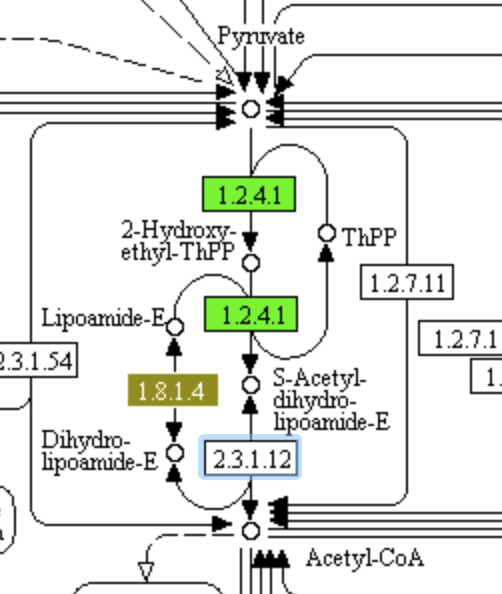 Pyruvate
1.2.4.1
2-Hydroxy-
ethyl-ThPP
ThPP
1.2.7.11
Lipoamide-E
1.2.4.1
2.3.1.54
1.2.7.1
1.
1.8.1.4
S-Acetyl-
dihydro-
lipoamide-E
Dihydro-
lipoamide-E
2.3.1.12
Acetyl-CoA